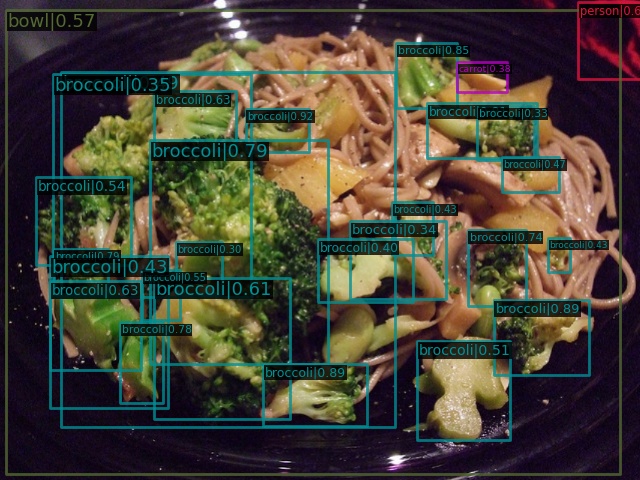 bowl|0.57
person|0.6
broccoli|0.85
carrot|0.38
broccoli|0.35
broccoli|0.63
broccoli|0.92
broccoli|0.33
broccoli|0.79
broccoli|0.47
broccoli|0.54
broccoli|0.43
broccoli|0.34
broccoli|0.74
broccoli|0.40
broccoli|0.43
broccoli|0.30
broccoli|0.79
broccoli|0.43
broccoli|0.55
broccoli|0.63
broccoli|0.61
broccoli|0.89
broccoli|0.78
broccoli|0.51
broccoli|0.89